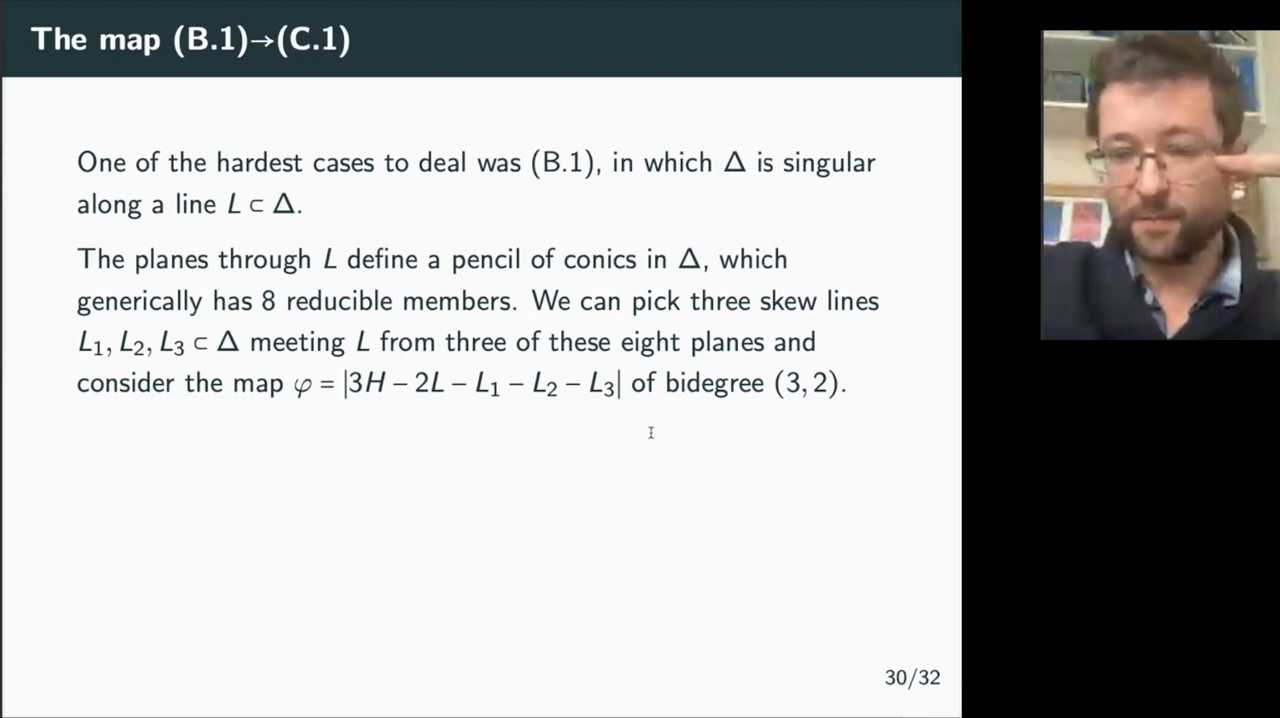 The map (B.1)→(C.1)
One of the hardest cases to deal was (B.1), in which Δ is singular
along a line L ⊂ Δ.
The planes through L define a pencil of conics in Δ, which
generically has 8 reducible members. We can pick three skew lines
L₁, L₂, L₃ ⊂ Δ meeting L from three of these eight planes and
consider the map φ = |3H – 2L – L₁ – L₂ – L₃| of bidegree (3, 2).
30/32